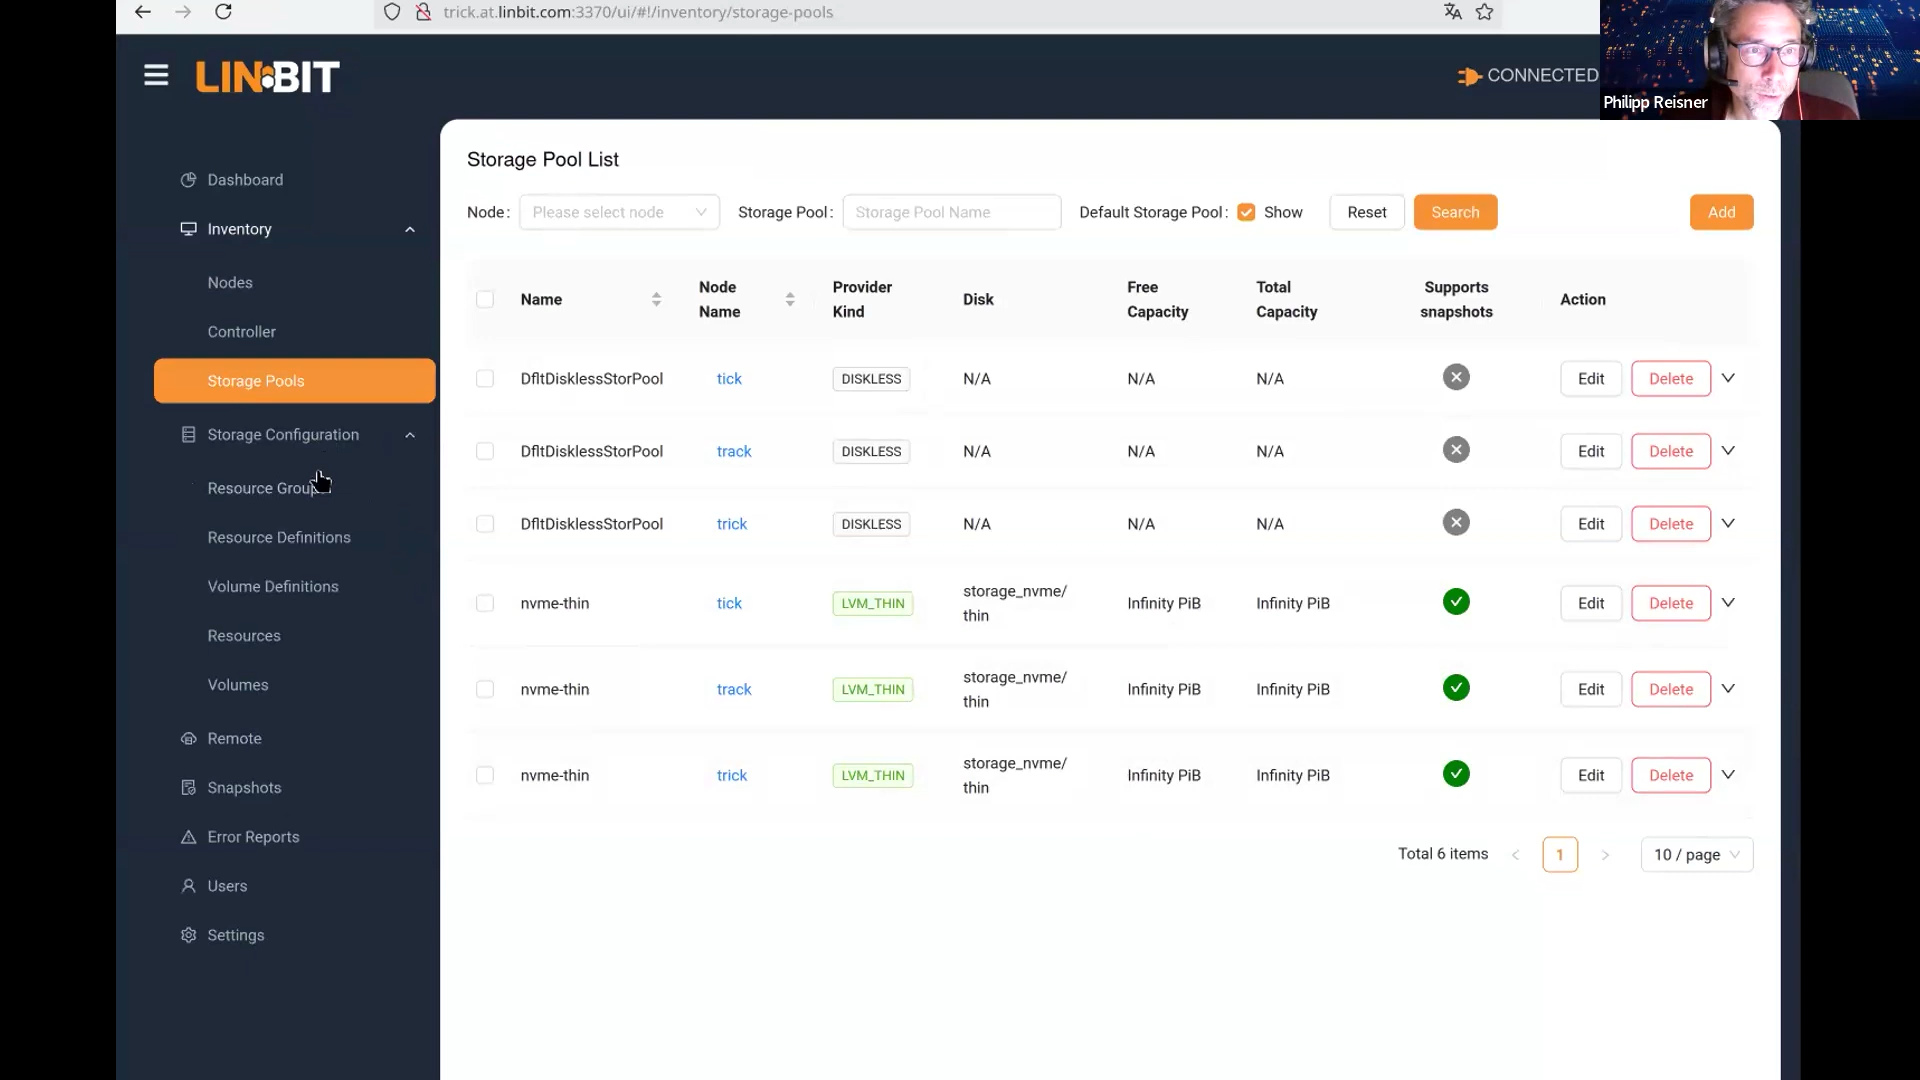 trick.at.linbit.com:3370/ui/#!/inventory/storage-pools
LINBIT
CONNECTED
Philipp Reisner
Dashboard
Inventory
Nodes
Controller
Storage Pools
Storage Configuration
Resource Group
Resource Definitions
Volume Definitions
Resources
Volumes
Remote
Snapshots
Error Reports
Users
Settings
Storage Pool List
Node: Please select node Storage Pool: Storage Pool Name Default Storage Pool: Show Reset Search Add
Name Node Name Provider Kind Disk Free Capacity Total Capacity Supports snapshots Action
DfltDisklessStorPool tick DISKLESS N/A N/A N/A Edit Delete
DfltDisklessStorPool track DISKLESS N/A N/A N/A Edit Delete
DfltDisklessStorPool trick DISKLESS N/A N/A N/A Edit Delete
nvme-thin tick LVM_THIN storage_nvme/thin Infinity PiB Infinity PiB Edit Delete
nvme-thin track LVM_THIN storage_nvme/thin Infinity PiB Infinity PiB Edit Delete
nvme-thin trick LVM_THIN storage_nvme/thin Infinity PiB Infinity PiB Edit Delete
Total 6 items 1 10 / page